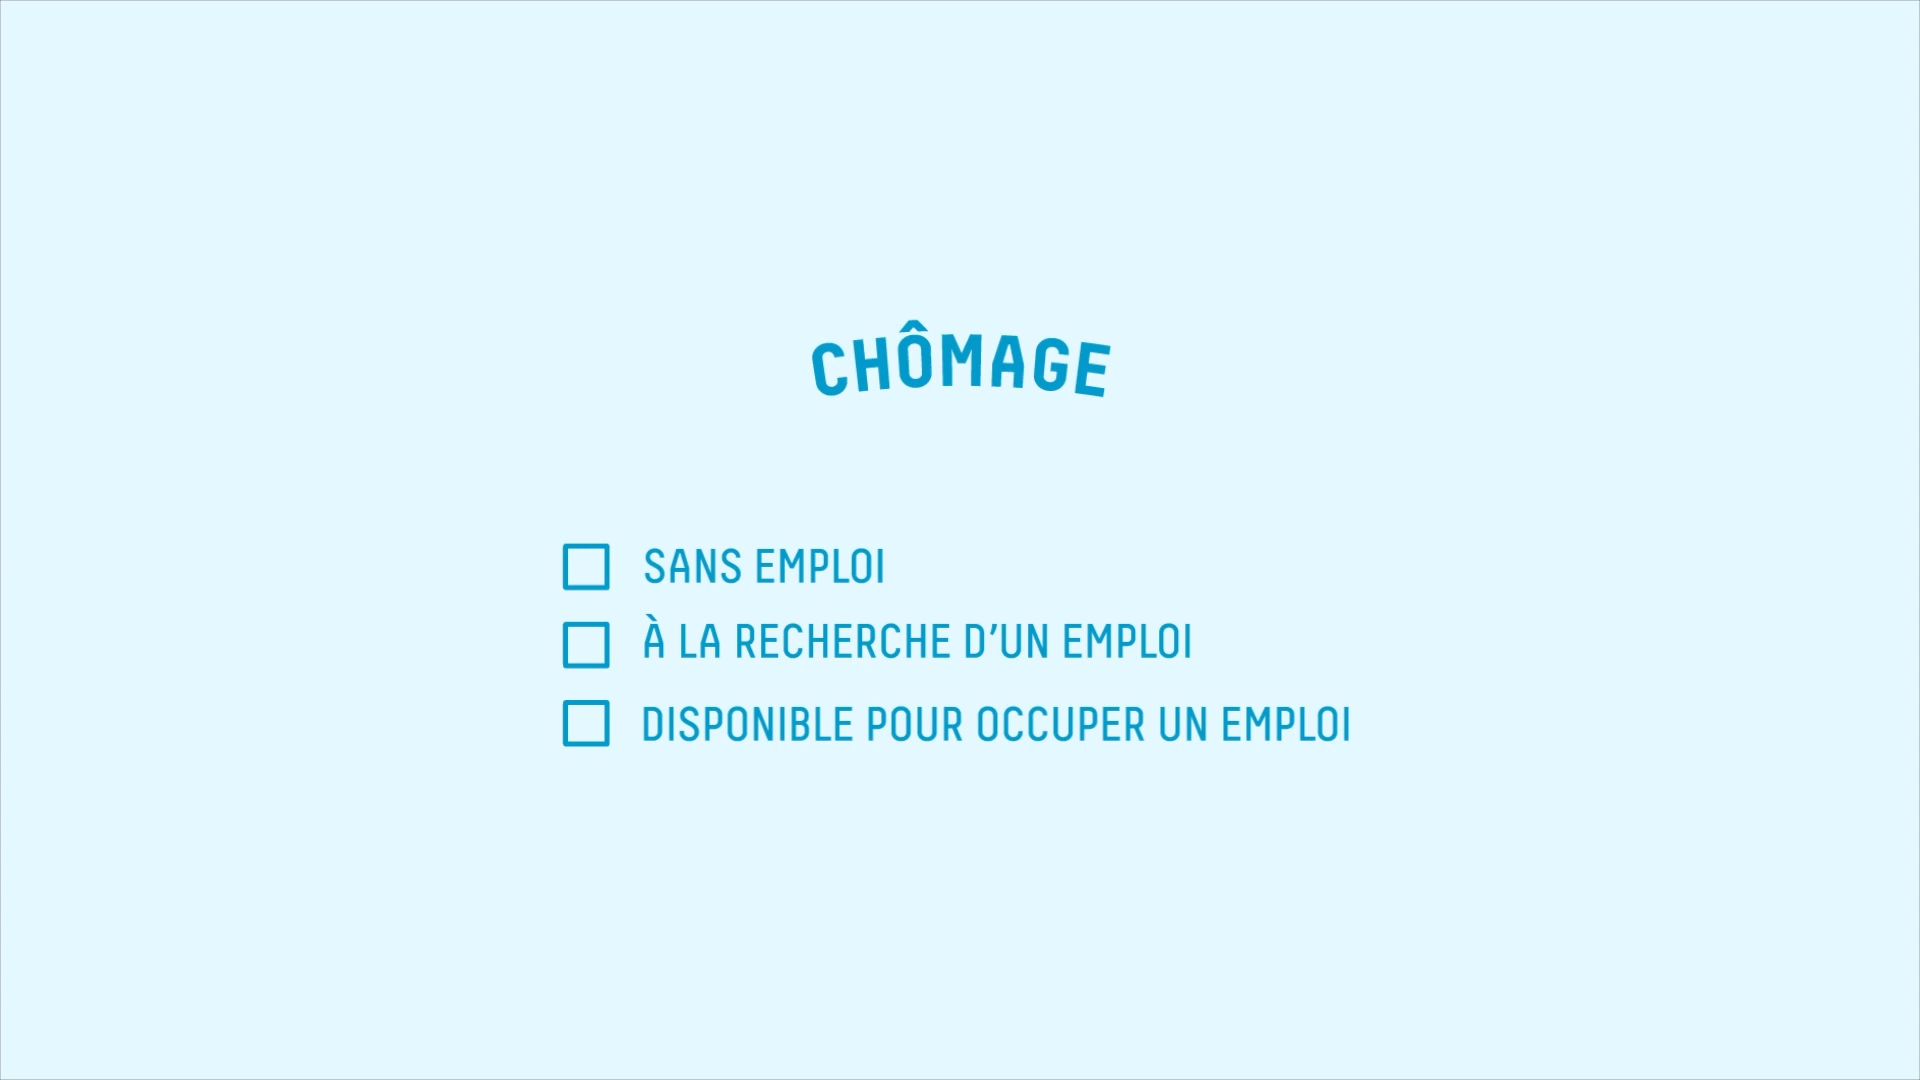 CHÔMAGE
SANS EMPLOI
À LA RECHERCHE D’UN EMPLOI
DISPONIBLE POUR OCCUPER UN EMPLOI